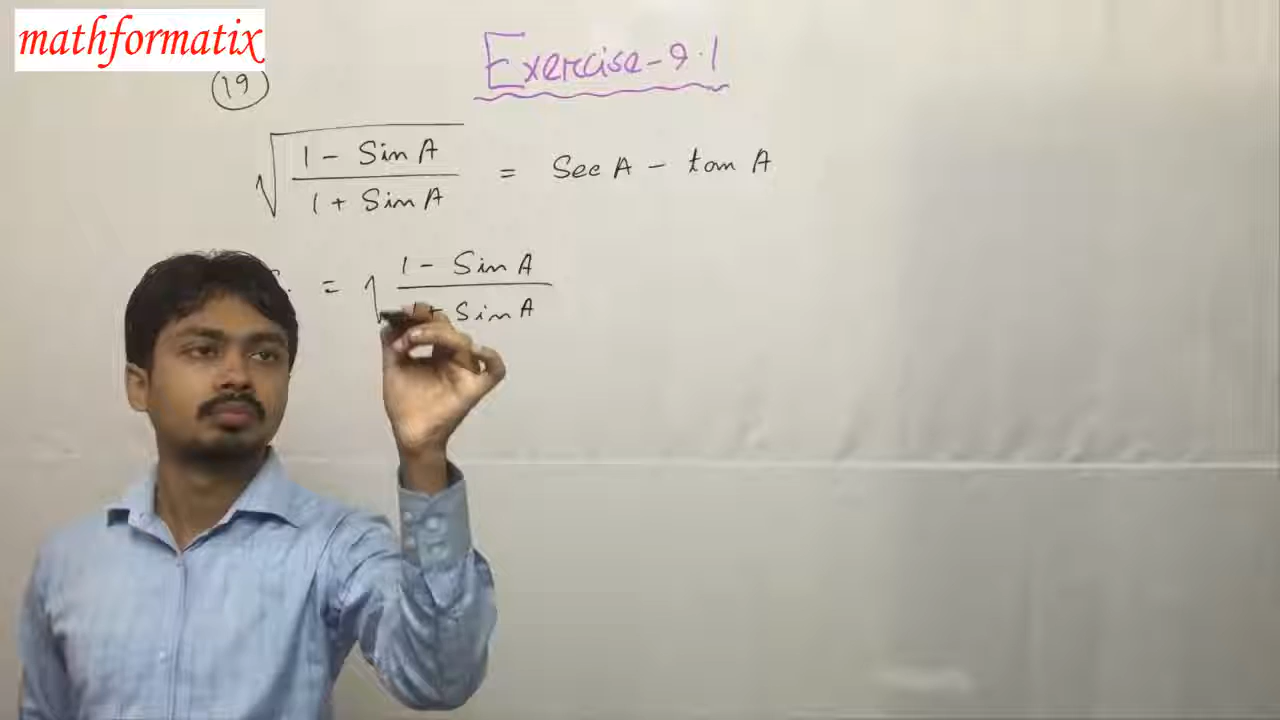 mathformatix
Exercise-9.1
19
√((1 - Sin A)/(1 + Sin A)) = Sec A - tan A
= √((1 - Sin A)/(1 + Sin A))